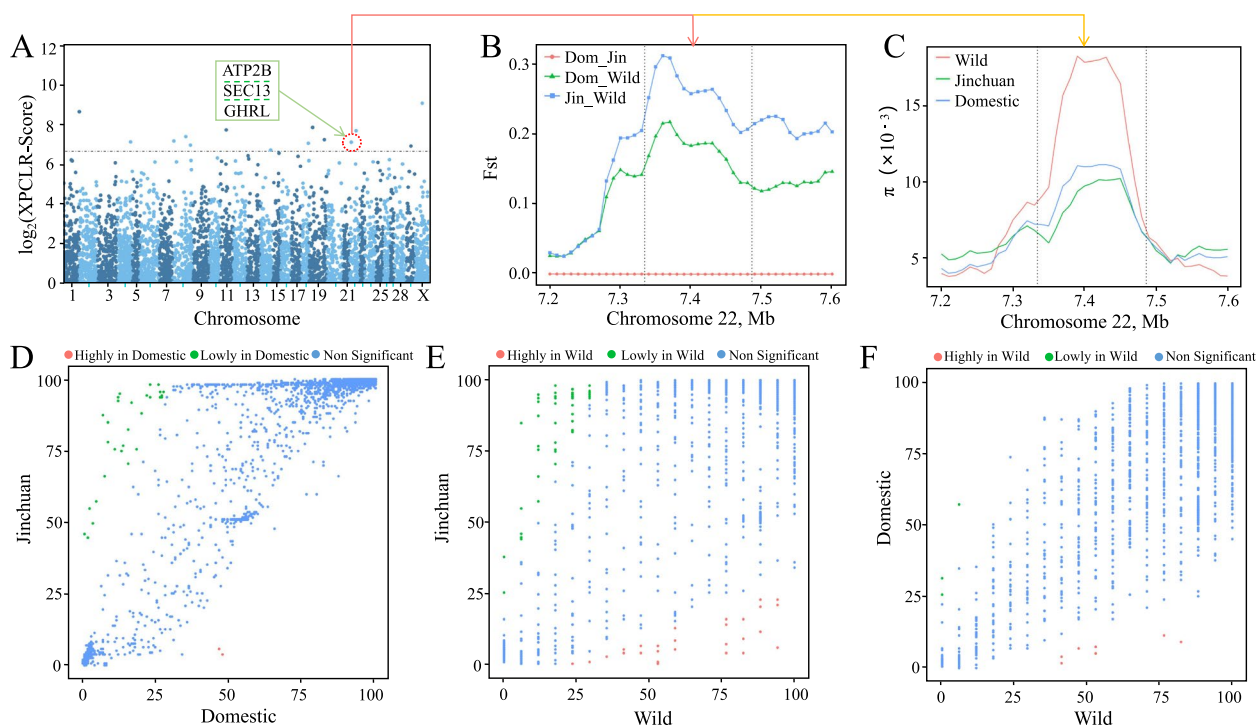 A
12
10
8
6
4
2
0
log₂(XPCLR-Score)
ATP2B
SEC13
GHRL
1 3 5 7 9 11 13 15 17 19 21 25 28 X
Chromosome
B
Dom_Jin
Dom_Wild
Jin_Wild
0.3
0.2
0.1
0.0
Fst
7.2 7.3 7.4 7.5 7.6
Chromosome 22, Mb
C
Wild
Jinchuan
Domestic
15
10
5
π (×10⁻³)
7.2 7.3 7.4 7.5 7.6
Chromosome 22, Mb
D
Highly in Domestic Lowly in Domestic Non Significant
100
75
50
25
0
Jinchuan
0 25 50 75 100
Domestic
E
Highly in Wild Lowly in Wild Non Significant
100
75
50
25
0
Jinchuan
0 25 50 75 100
Wild
F
Highly in Wild Lowly in Wild Non Significant
100
75
50
25
0
Domestic
0 25 50 75 100
Wild